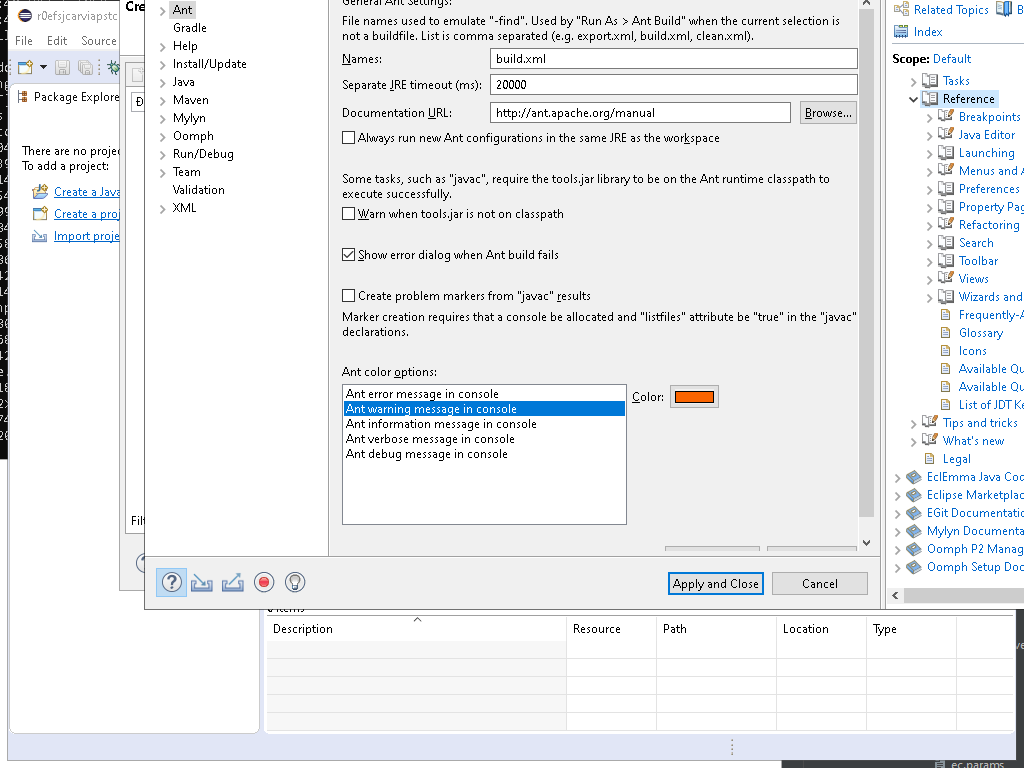 r0efsjcarviapstc
File
Edit
Source
Package Explore
There are no projec
To add a project:
Create a Java
Create a proj
Import proje
Cre
Filt
Ant
Gradle
Help
Install/Update
Java
Maven
Mylyn
Oomph
Run/Debug
Team
Validation
XML
General Ant Settings:
File names used to emulate "-find". Used by "Run As > Ant Build" when the current selection is
not a buildfile. List is comma separated (e.g. export.xml, build.xml, clean.xml).
Names:
build.xml
Separate JRE timeout (ms):
20000
Documentation URL:
http://ant.apache.org/manual
Browse...
Always run new Ant configurations in the same JRE as the workspace
Some tasks, such as "javac", require the tools.jar library to be on the Ant runtime classpath to
execute successfully.
Warn when tools.jar is not on classpath
Show error dialog when Ant build fails
Create problem markers from "javac" results
Marker creation requires that a console be allocated and "listfiles" attribute be "true" in the "javac"
declarations.
Ant color options:
Ant error message in console
Ant warning message in console
Ant information message in console
Ant verbose message in console
Ant debug message in console
Color:
Apply and Close
Cancel
Related Topics
Index
Scope: Default
Tasks
Reference
Breakpoints
Java Editor
Launching
Menus and A
Preferences
Property Pag
Refactoring
Search
Toolbar
Views
Wizards and
Frequently-A
Glossary
Icons
Available Qu
Available Qu
List of JDT Ke
Tips and tricks
What's new
Legal
EclEmma Java Cod
Eclipse Marketplac
EGit Documentatic
Mylyn Documenta
Oomph P2 Manag
Oomph Setup Doc
0 items
Description
Resource
Path
Location
Type
ec.params